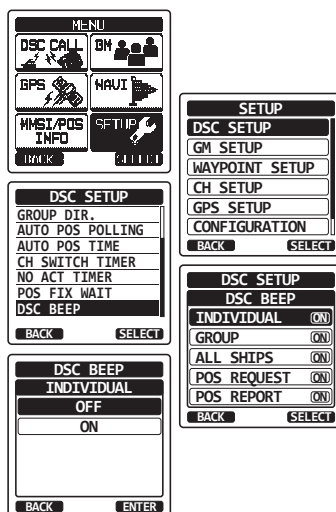 MENU
DSC CALL
GM
GPS
NAVI
MMSI/POS
INFO
SETUP
BACK SELECT
SETUP
DSC SETUP
GM SETUP
WAYPOINT SETUP
CH SETUP
GPS SETUP
CONFIGURATION
BACK SELECT
DSC SETUP
GROUP DIR.
AUTO POS POLLING
AUTO POS TIME
CH SWITCH TIMER
NO ACT TIMER
POS FIX WAIT
DSC BEEP
BACK SELECT
DSC SETUP
DSC BEEP
INDIVIDUAL ON
GROUP ON
ALL SHIPS ON
POS REQUEST ON
POS REPORT ON
BACK SELECT
DSC BEEP
INDIVIDUAL
OFF
ON
BACK ENTER